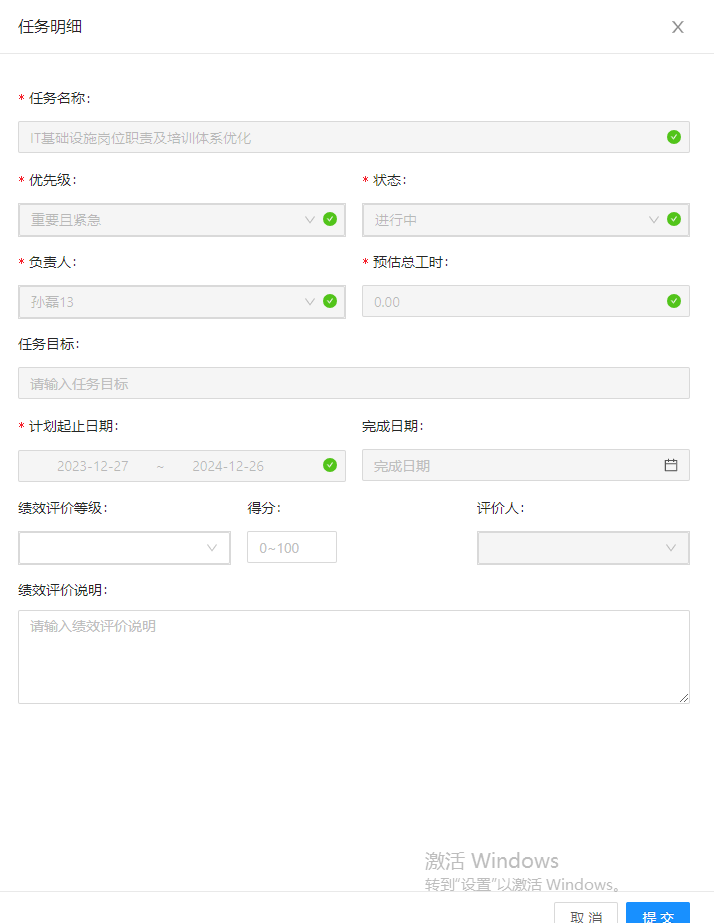 任务明细
* 任务名称:
IT基础设施岗位职责及培训体系优化
* 优先级: * 状态:
重要且紧急 进行中
* 负责人: * 预估总工时:
孙磊13 0.00
任务目标:
请输入任务目标
* 计划起止日期: 完成日期:
2023-12-27 ~ 2024-12-26 完成日期
绩效评价等级: 得分: 评价人:
0~100
绩效评价说明:
请输入绩效评价说明
激活 Windows
转到“设置”以激活 Windows。
取 消 提 交